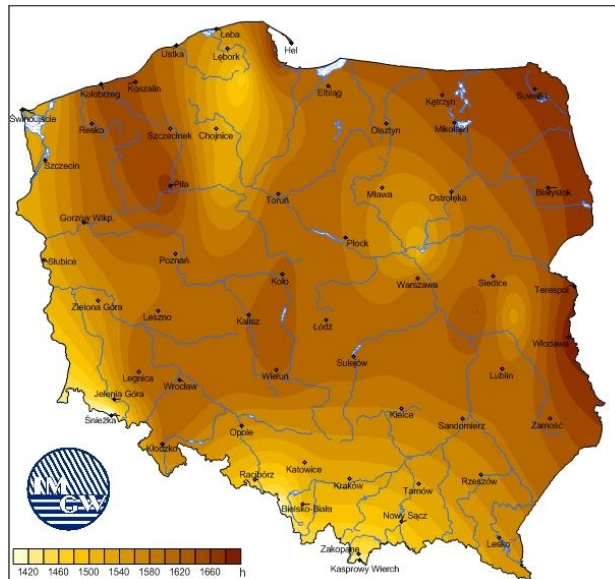 Łeba
Ustka
Lębork
Hel
Kołobrzeg
Koszalin
Elbląg
Kętrzyn
Suwałki
Świnoujście
Resko
Szczecinek
Chojnice
Olsztyn
Mikołajki
Szczecin
Piła
Białystok
Mława
Ostrołęka
Toruń
Gorzów Wlkp.
Płock
Słubice
Poznań
Koło
Warszawa
Siedlce
Terespol
Zielona Góra
Leszno
Kalisz
Łódź
Włodawa
Sulejów
Legnica
Wrocław
Wieluń
Lublin
Jelenia Góra
Śnieżka
Kielce
Opole
Sandomierz
Zamość
Kłodzko
Racibórz
Katowice
Kraków
Tarnów
Rzeszów
Bielsko-Biała
Nowy Sącz
Lesko
Zakopane
Kasprowy Wierch
IM
GW
1420 1460 1500 1540 1580 1620 1660 h